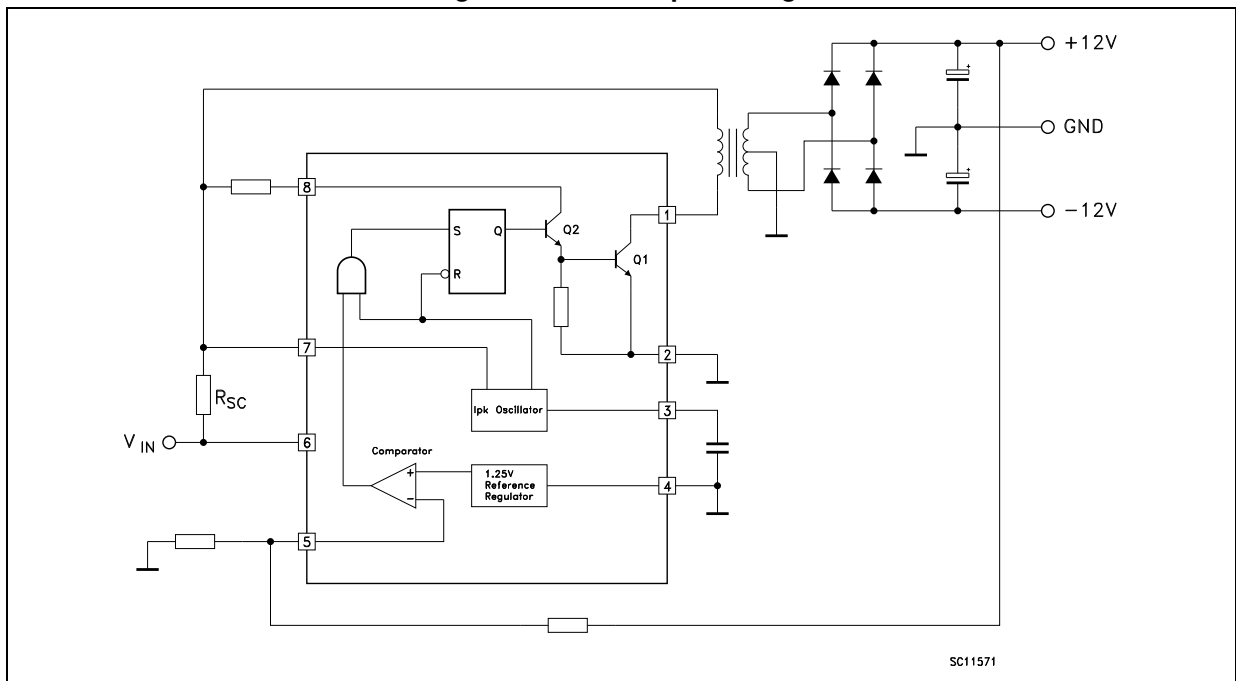 +12V
GND
-12V
8
1
S
Q
Q2
R
Q1
7
2
RSC
Ipk Oscillator
3
VIN
6
Comparator
+
-
1.25V
Reference
Regulator
4
5
+
+
SC11571